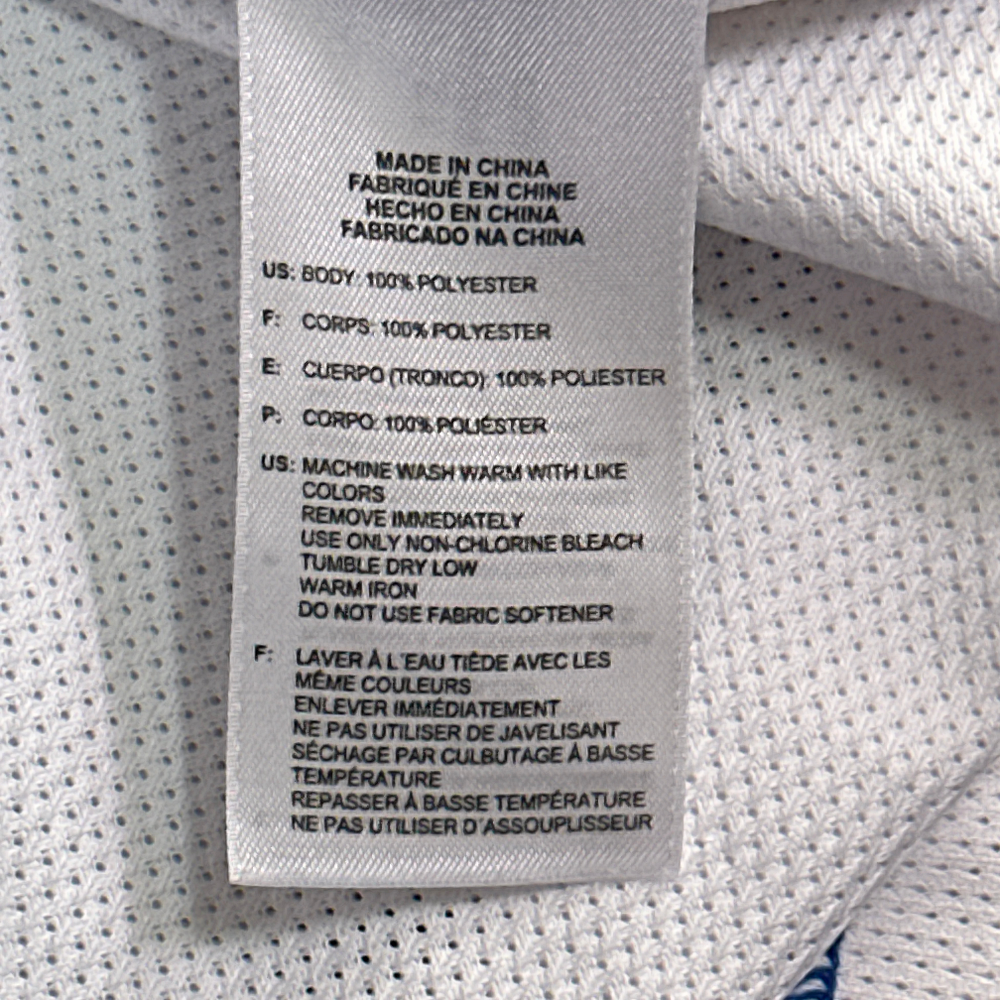 MADE IN CHINA
FABRIQUÉ EN CHINE
HECHO EN CHINA
FABRICADO NA CHINA
US: BODY: 100% POLYESTER
F: CORPS: 100% POLYESTER
E: CUERPO (TRONCO): 100% POLIESTER
P: CORPO: 100% POLIÉSTER
US: MACHINE WASH WARM WITH LIKE
COLORS
REMOVE IMMEDIATELY
USE ONLY NON-CHLORINE BLEACH
TUMBLE DRY LOW
WARM IRON
DO NOT USE FABRIC SOFTENER
F: LAVER À L'EAU TIÈDE AVEC LES
MÊME COULEURS
ENLEVER IMMÉDIATEMENT
NE PAS UTILISER DE JAVELISANT
SÉCHAGE PAR CULBUTAGE À BASSE
TEMPÉRATURE
REPASSER À BASSE TEMPÉRATURE
NE PAS UTILISER D'ASSOUPLISSEUR